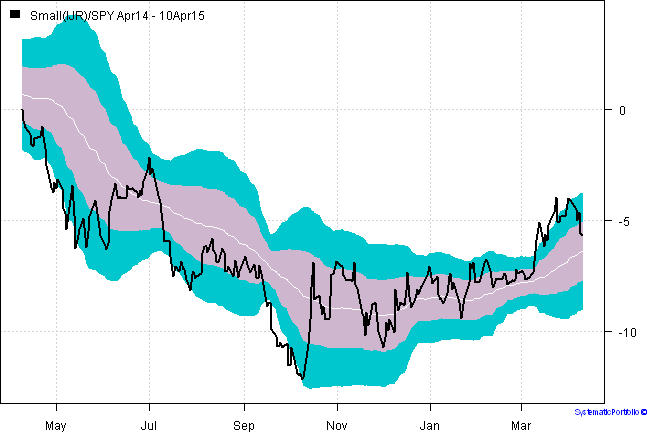 Small(IJR)/SPY Apr14 - 10Apr15
0
-5
-10
May Jul Sep Nov Jan Mar
SystematicPortfolio ©